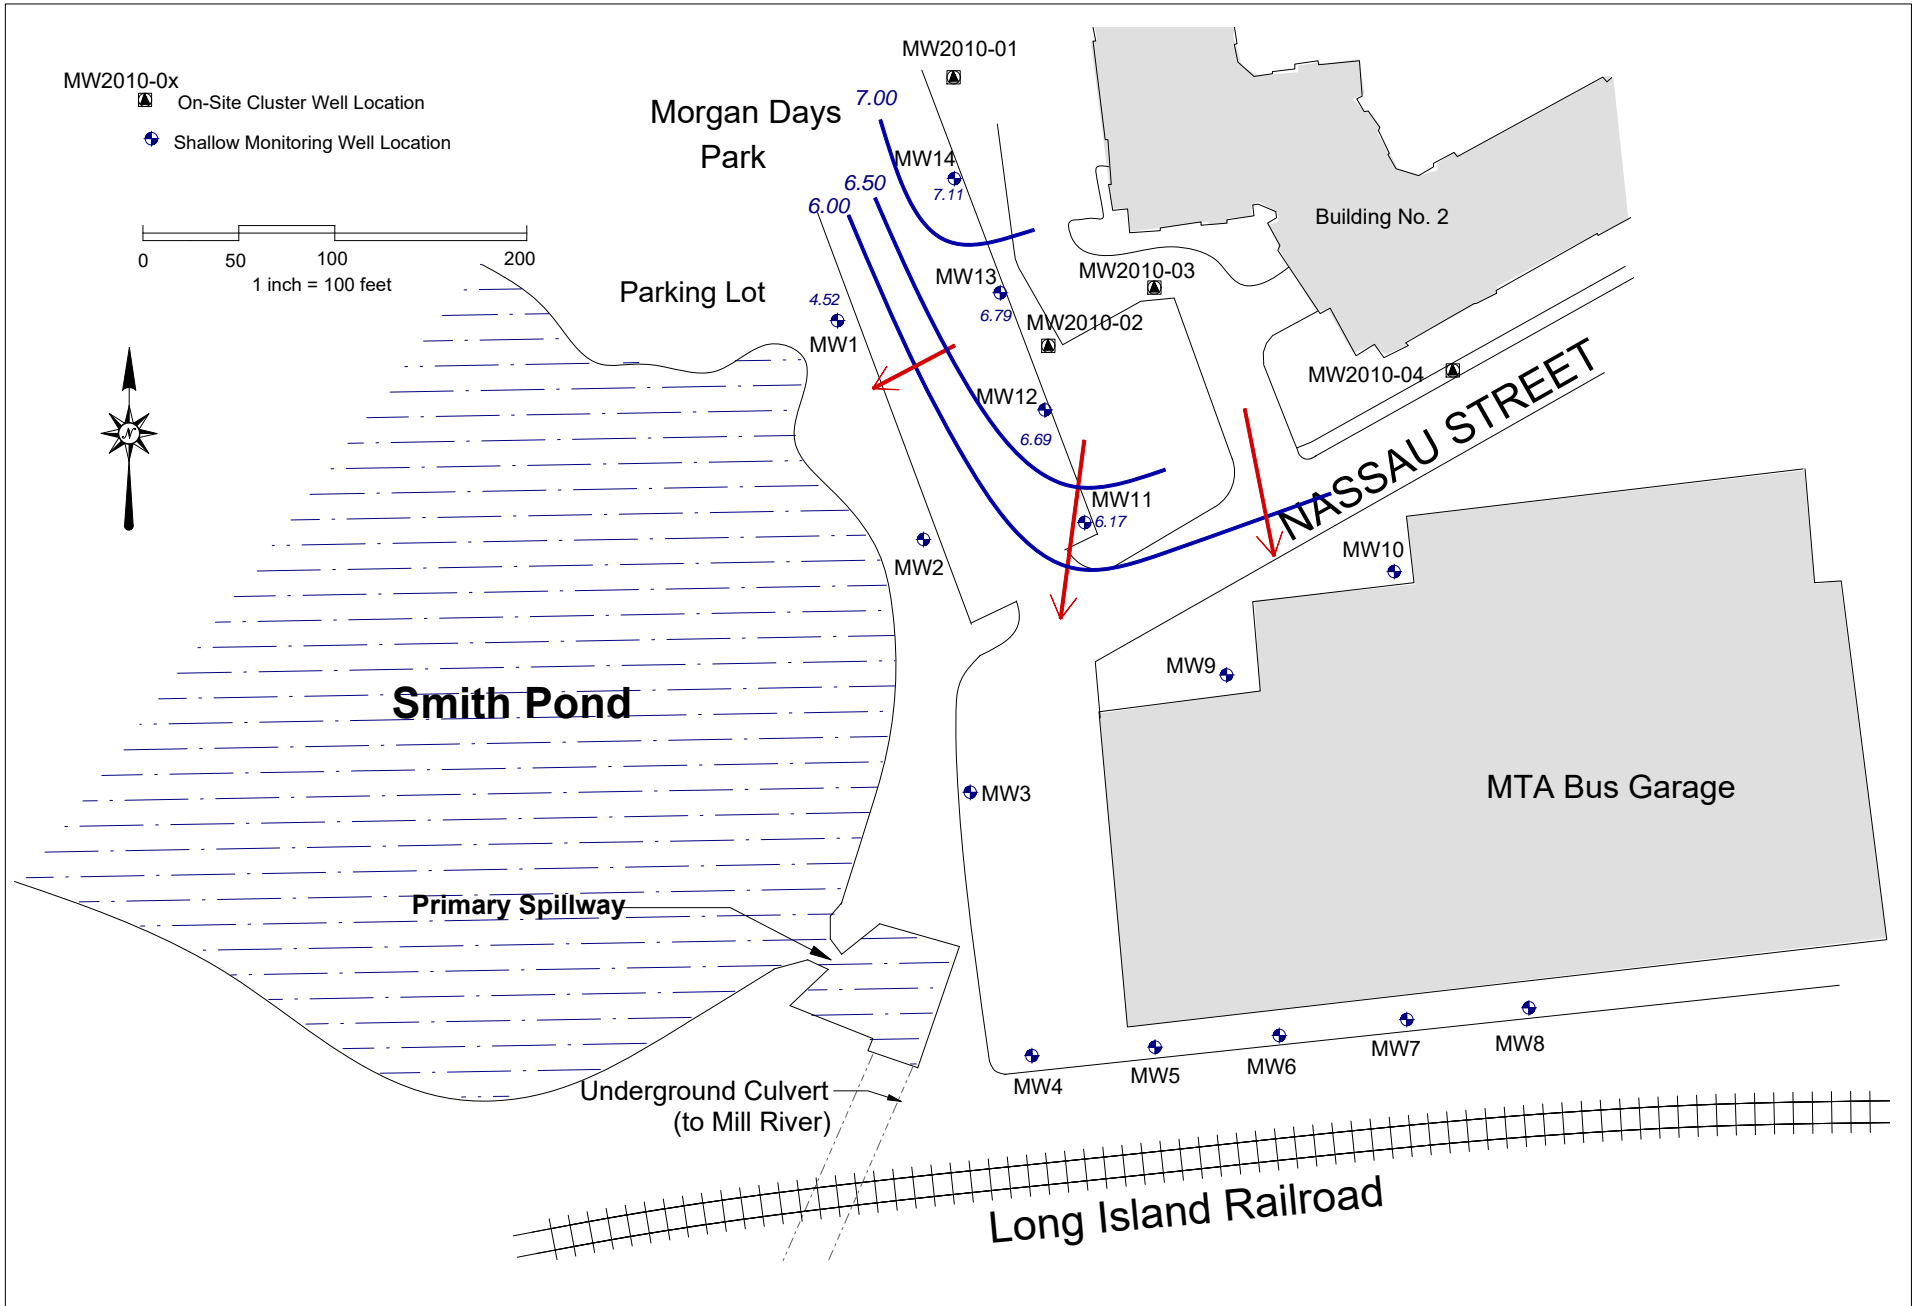 MW2010-01
MW2010-0x
On-Site Cluster Well Location
Shallow Monitoring Well Location
Morgan Days
Park
7.00
MW14
7.11
6.50
6.00
Building No. 2
0
50
100
200
1 inch = 100 feet
Parking Lot
4.52
MW1
MW13
6.79
MW2010-03
MW2010-02
MW2010-04
NASSAU STREET
N
MW12
6.69
MW11
6.17
MW2
MW10
MW9
Smith Pond
MW3
MTA Bus Garage
Primary Spillway
MW4
MW5
MW6
MW7
MW8
Underground Culvert
(to Mill River)
Long Island Railroad